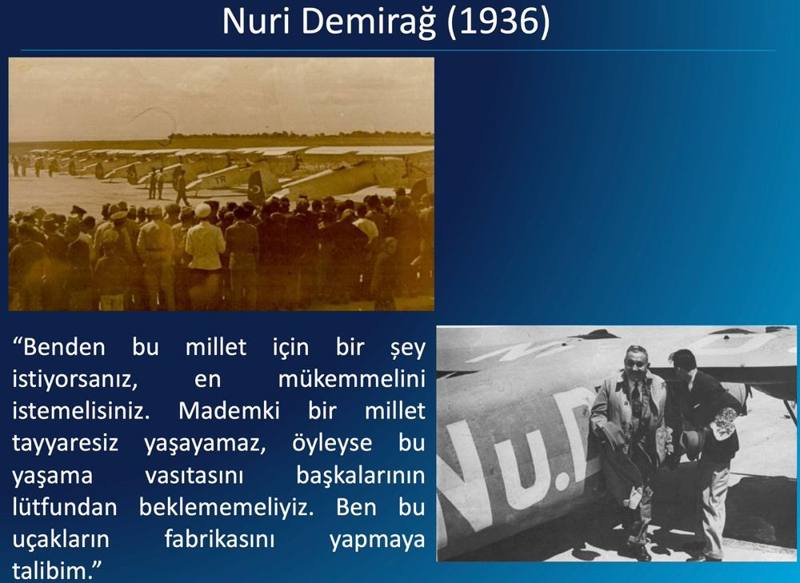 Nuri Demirağ (1936)
“Benden bu millet için bir şey
istiyorsanız, en mükemmelini
istemelisiniz. Mademki bir millet
tayyaresiz yaşayamaz, öyleyse bu
yaşama vasıtasını başkalarının
lütfundan beklememeliyiz. Ben bu
uçakların fabrikasını yapmaya
talibim.”
Nu.D